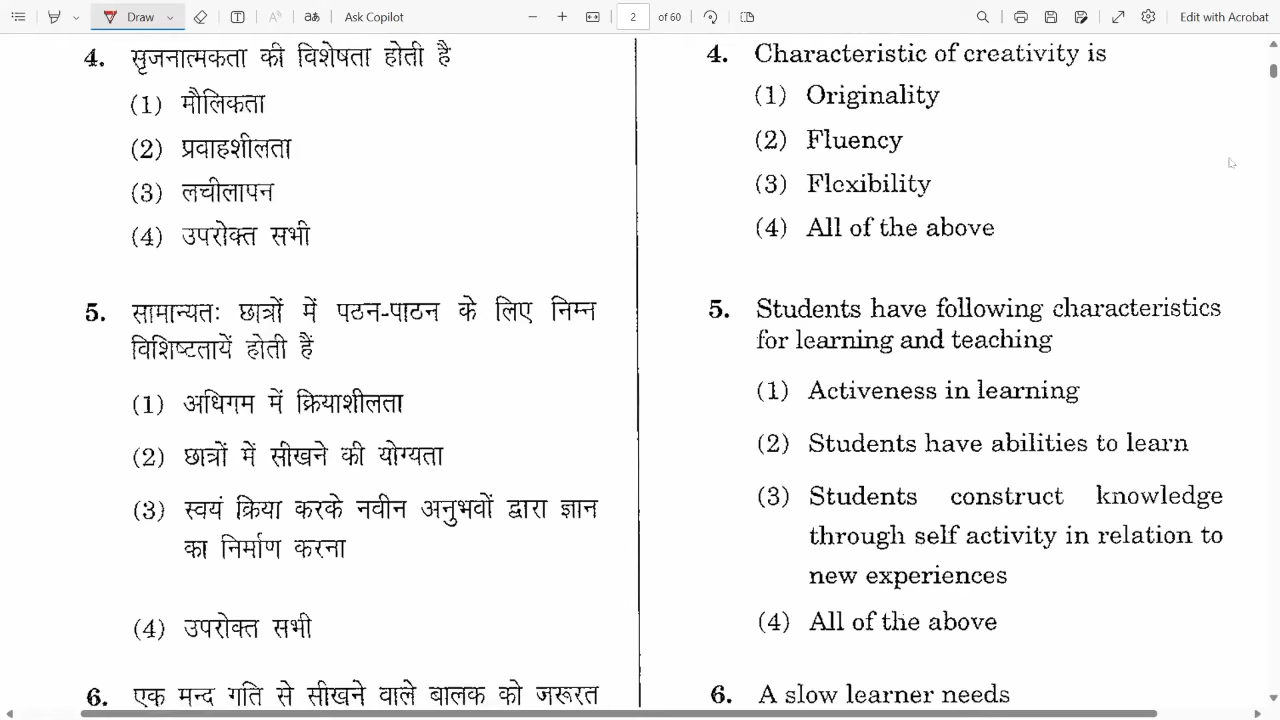 Draw
Ask Copilot
2 of 60
Edit with Acrobat
4. सृजनात्मकता की विशेषता होती है
(1) मौलिकता
(2) प्रवाहशीलता
(3) लचीलापन
(4) उपरोक्त सभी
5. सामान्यतः छात्रों में पठन-पाठन के लिए निम्न
विशिष्टतायें होती हैं
(1) अधिगम में क्रियाशीलता
(2) छात्रों में सीखने की योग्यता
(3) स्वयं क्रिया करके नवीन अनुभवों द्वारा ज्ञान
का निर्माण करना
(4) उपरोक्त सभी
6. एक मन्द गति से सीखने वाले बालक को जरूरत
4. Characteristic of creativity is
(1) Originality
(2) Fluency
(3) Flexibility
(4) All of the above
5. Students have following characteristics
for learning and teaching
(1) Activeness in learning
(2) Students have abilities to learn
(3) Students construct knowledge
through self activity in relation to
new experiences
(4) All of the above
6. A slow learner needs